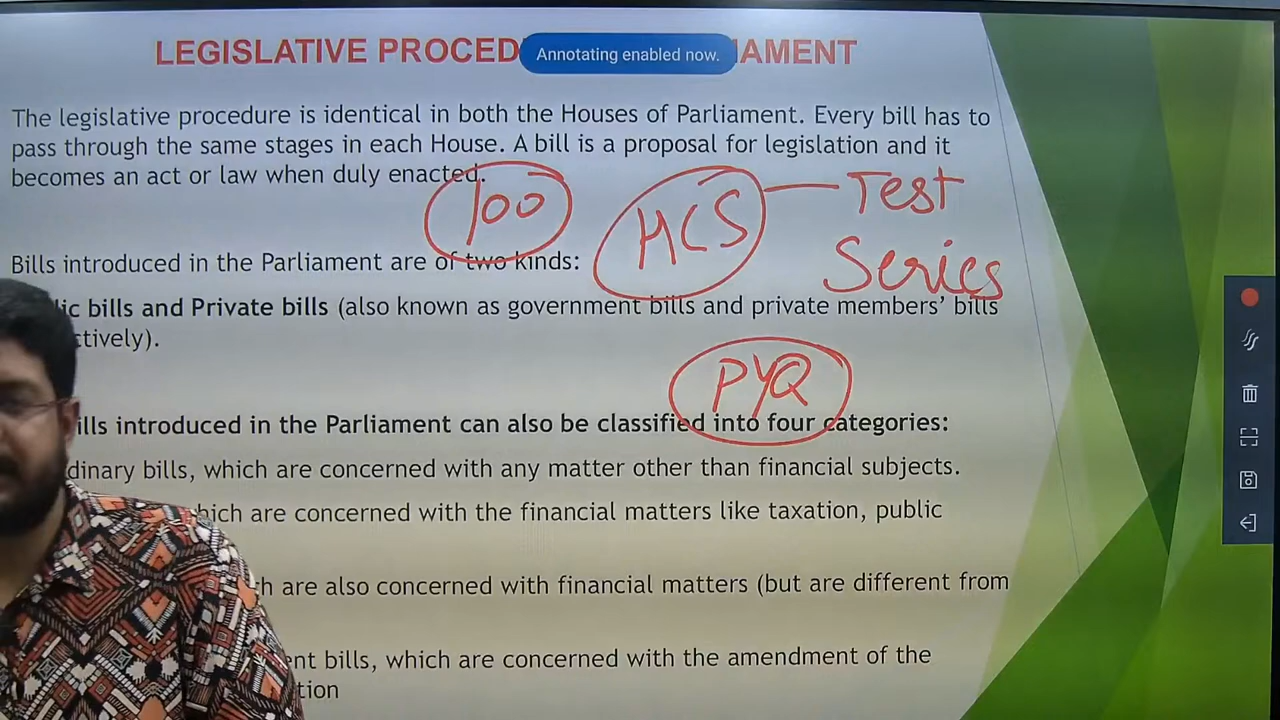 LEGISLATIVE PROCED AMENT
Annotating enabled now.
The legislative procedure is identical in both the Houses of Parliament. Every bill has to
pass through the same stages in each House. A bill is a proposal for legislation and it
becomes an act or law when duly enacted.
100
HCS — Test
Series
Bills introduced in the Parliament are of two kinds:
ic bills and Private bills (also known as government bills and private members’ bills
ctively).
PYQ
ills introduced in the Parliament can also be classified into four categories:
dinary bills, which are concerned with any matter other than financial subjects.
hich are concerned with the financial matters like taxation, public
h are also concerned with financial matters (but are different from
ent bills, which are concerned with the amendment of the
tion